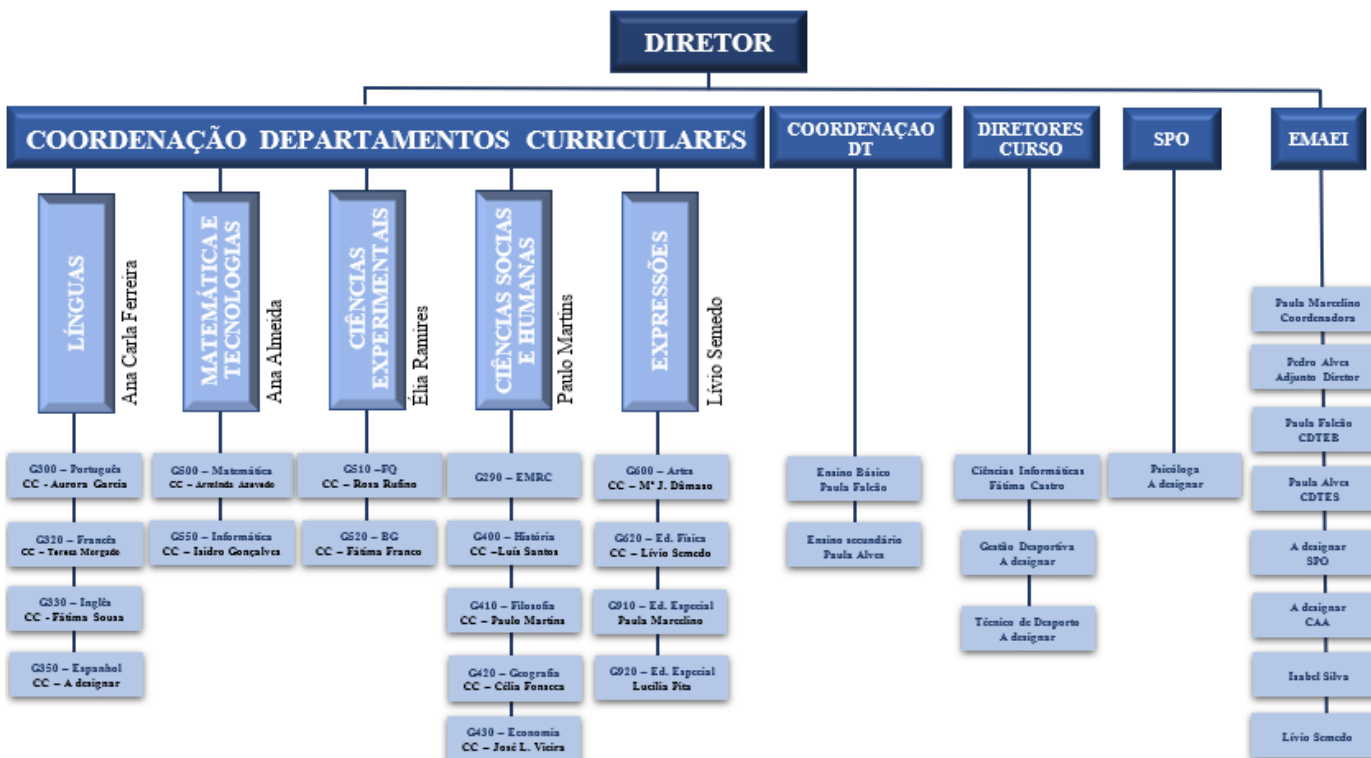 DIRETOR
COORDENAÇÃO DEPARTAMENTOS CURRICULARES
COORDENAÇAO
DT
DIRETORES
CURSO
SPO
EMAEI
LÍNGUAS
Ana Carla Ferreira
MATEMÁTICA E
TECNOLOGIAS
Ana Almeida
CIÊNCIAS
EXPERIMENTAIS
Élia Ramires
CIÊNCIAS SOCIAS
E HUMANAS
Paulo Martins
EXPRESSÕES
Lívio Semedo
G300 – Português
CC - Aurora Garcia
G320 – Francês
CC – Teresa Morgado
G330 – Inglês
CC - Fátima Sousa
G350 – Espanhol
CC – A designar
G500 – Matemática
CC – Arminda Azevedo
G550 – Informática
CC – Isidro Gonçalves
G510 –FQ
CC – Rosa Rufino
G520 – BG
CC – Fátima Franco
G290 – EMRC
G400 – História
CC –Luís Santos
G410 – Filosofia
CC – Paulo Martins
G420 – Geografia
CC – Célia Fonseca
G430 – Economia
CC – José L. Vieira
G600 – Artes
CC – Mª J. Dâmaso
G620 – Ed. Física
CC – Lívio Semedo
G910 – Ed. Especial
Paula Marcelino
G920 – Ed. Especial
Lucília Pita
Ensino Básico
Paula Falcão
Ensino secundário
Paula Alves
Ciências Informáticas
Fátima Castro
Gestão Desportiva
A designar
Técnico de Desporto
A designar
Psicóloga
A designar
Paula Marcelino
Coordenadora
Pedro Alves
Adjunto Diretor
Paula Falcão
CDTEB
Paula Alves
CDTES
A designar
SPO
A designar
CAA
Isabel Silva
Lívio Semedo